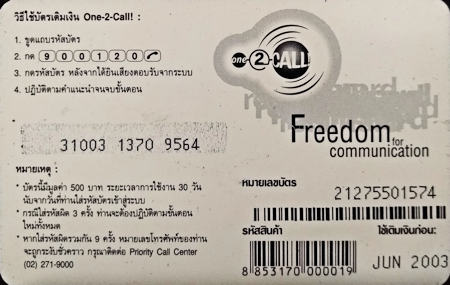 วิธีใช้บัตรเติมเงิน One-2-Call! :
1. ขูดแถบรหัสบัตร
2. กด 9 0 0 1 2 0
3. กดรหัสบัตร หลังจากได้ยินเสียงตอบรับจากระบบ
4. ปฏิบัติตามคำแนะนำจนจบขั้นตอน
31003 1370 9564
หมายเหตุ :
* บัตรนี้มีมูลค่า 500 บาท ระยะเวลาการใช้งาน 30 วัน
นับจากวันที่ท่านใส่รหัสบัตรเข้าสู่ระบบ
* กรณีใส่รหัสผิด 3 ครั้ง ท่านจะต้องปฏิบัติตามขั้นตอน
ใหม่ทั้งหมด
* หากใส่รหัสผิดรวมกัน 9 ครั้ง หมายเลขโทรศัพท์ของท่าน
จะถูกระงับชั่วคราว กรุณาติดต่อ Priority Call Center
(02) 271-9000
one-2-CALL!
Freedom for
communication
หมายเลขบัตร
21275501574
รหัสสินค้า
8 853170 000019
ใช้เติมเงินก่อน:
JUN 2003